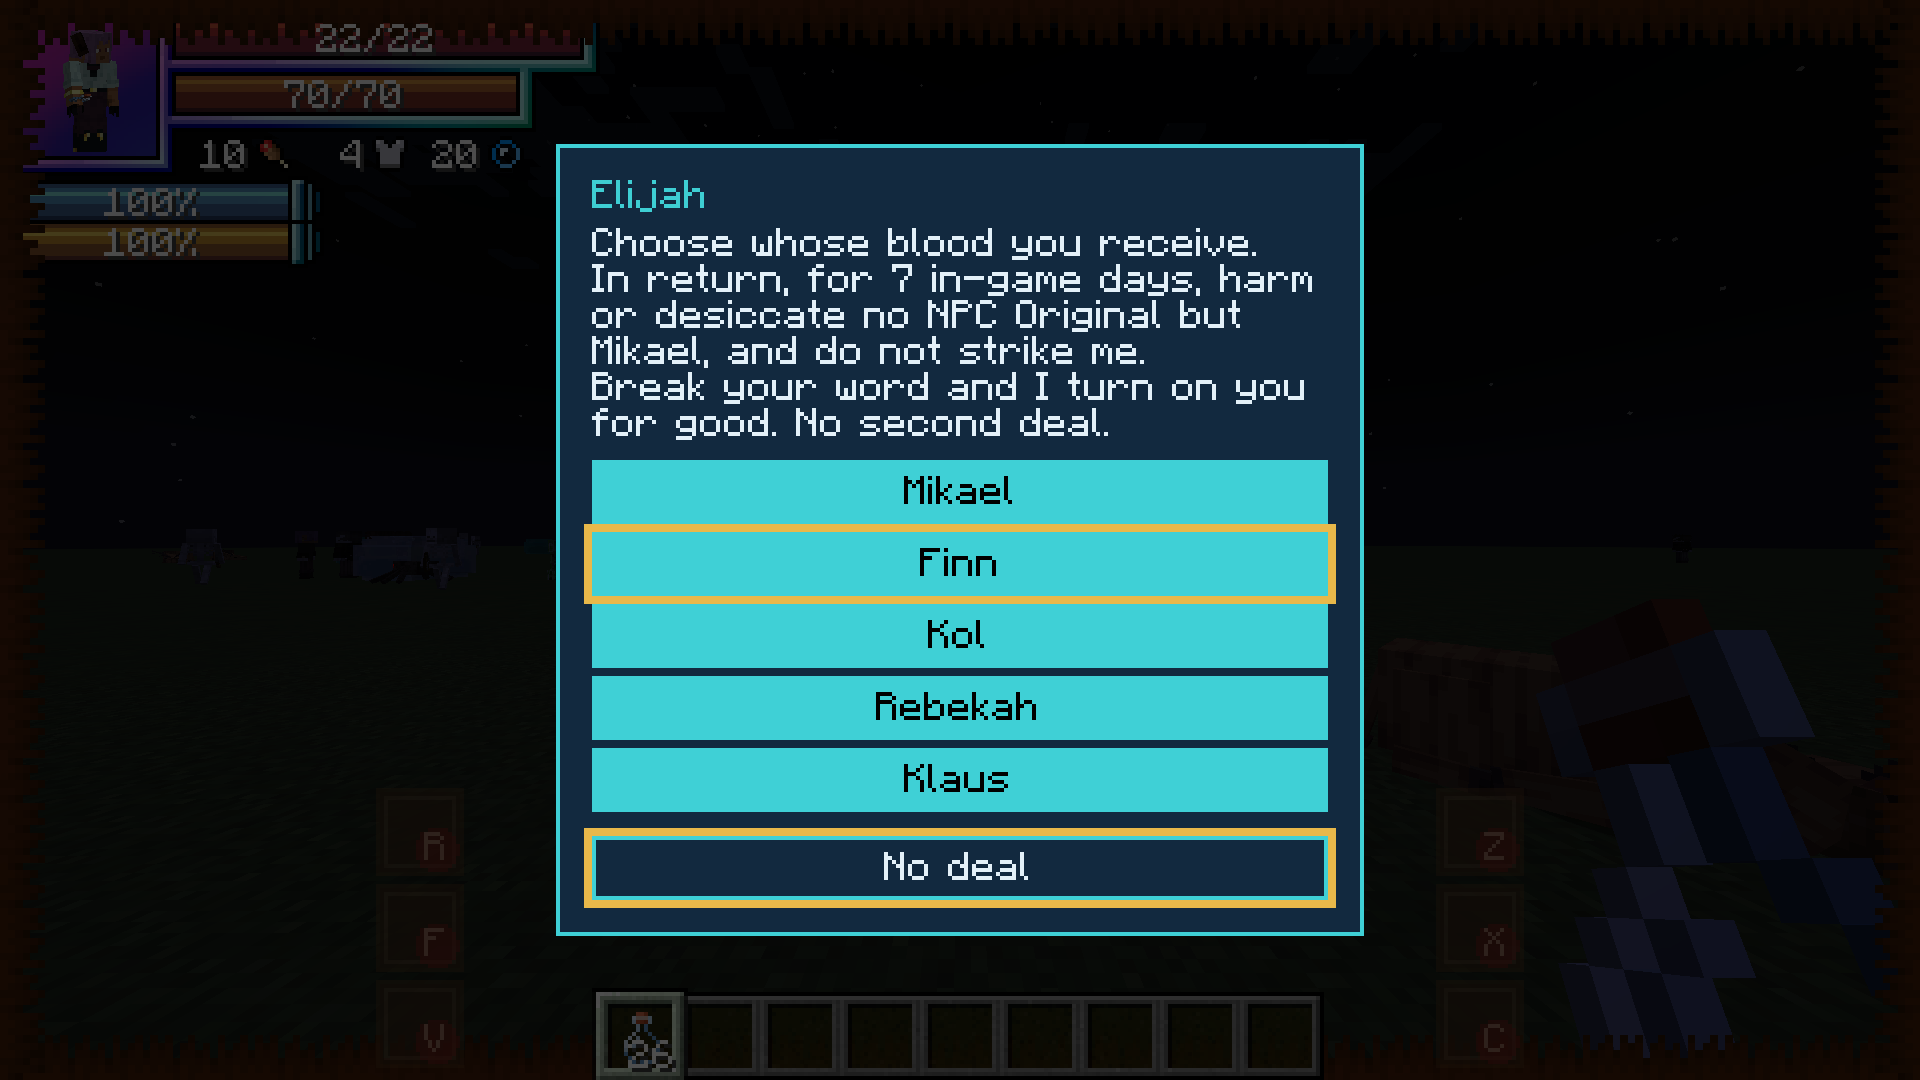 22/22
70/70
10 4 20
100%
100%
Elijah
Choose whose blood you receive.
In return, for 7 in-game days, harm
or desiccate no NPC Original but
Mikael, and do not strike me.
Break your word and I turn on you
for good. No second deal.
Mikael
Finn
Kol
Rebekah
Klaus
No deal
R
F
V
Z
X
C
26